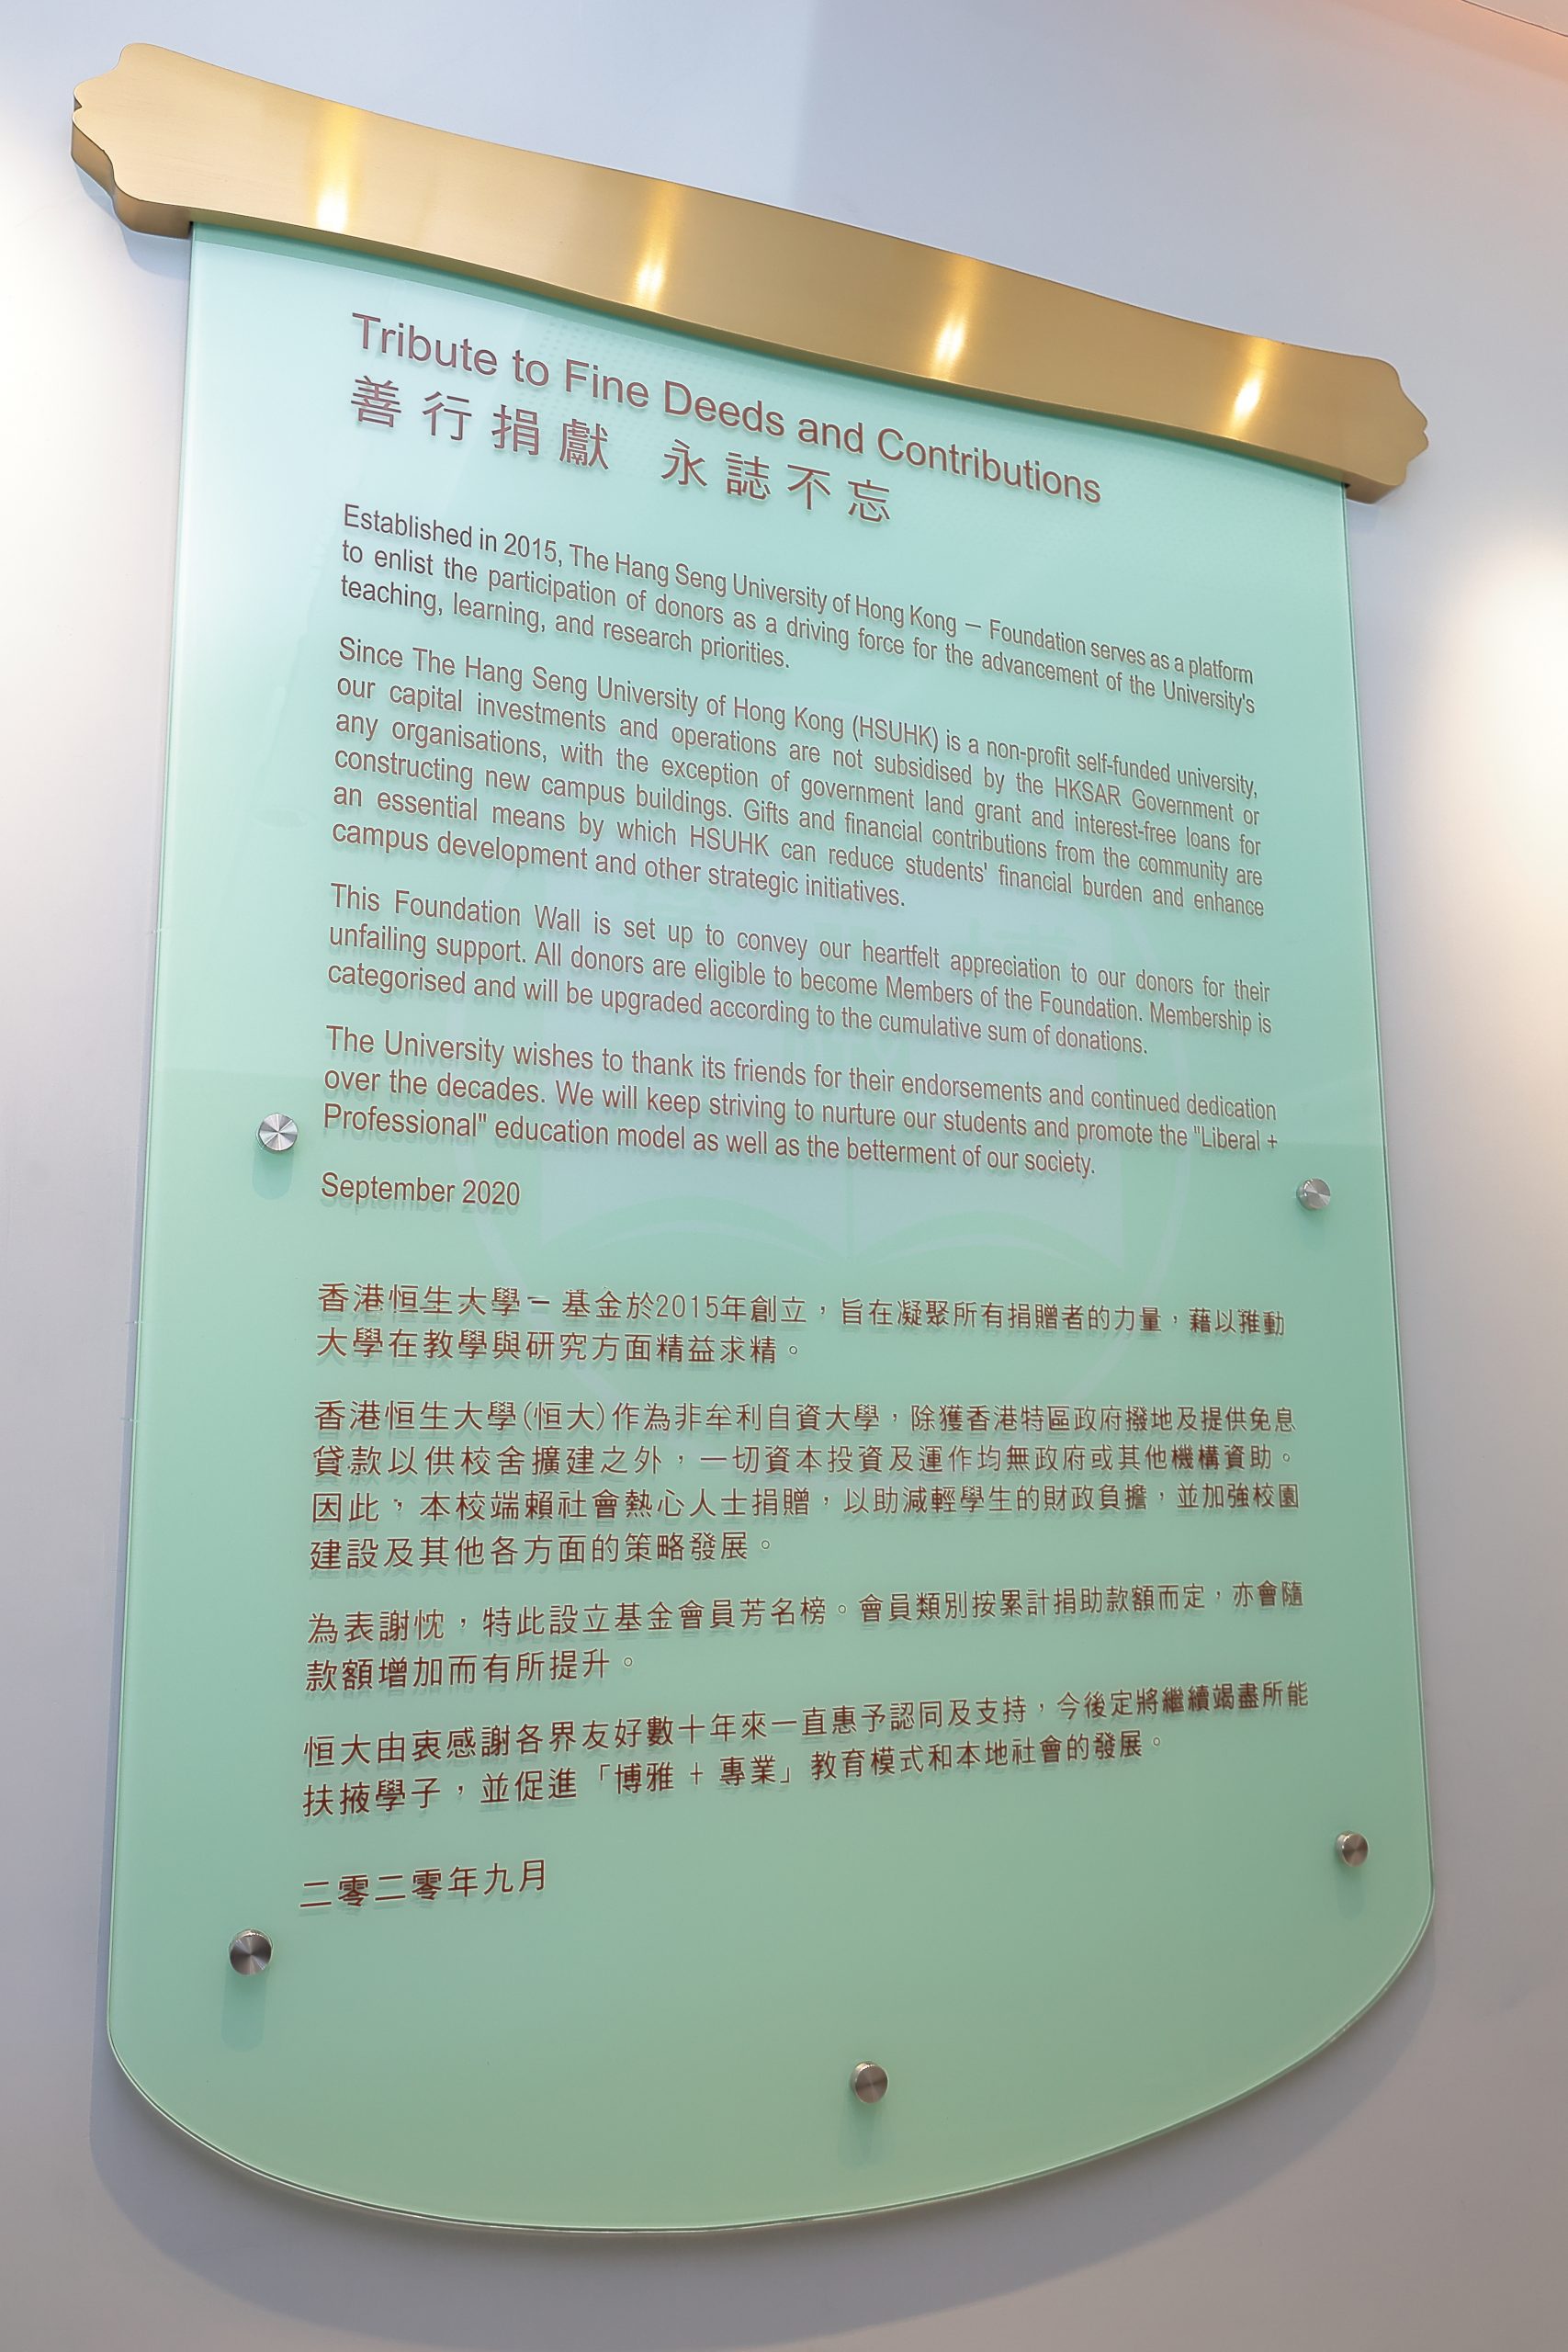 Tribute to Fine Deeds and Contributions
善行捐獻 永誌不忘
Established in 2015, The Hang Seng University of Hong Kong － Foundation serves as a platform
to enlist the participation of donors as a driving force for the advancement of the University's
teaching, learning, and research priorities.
Since The Hang Seng University of Hong Kong (HSUHK) is a non-profit self-funded university,
our capital investments and operations are not subsidised by the HKSAR Government or
any organisations, with the exception of government land grant and interest-free loans for
constructing new campus buildings. Gifts and financial contributions from the community are
an essential means by which HSUHK can reduce students' financial burden and enhance
campus development and other strategic initiatives.
This Foundation Wall is set up to convey our heartfelt appreciation to our donors for their
unfailing support. All donors are eligible to become Members of the Foundation. Membership is
categorised and will be upgraded according to the cumulative sum of donations.
The University wishes to thank its friends for their endorsements and continued dedication
over the decades. We will keep striving to nurture our students and promote the "Liberal +
Professional" education model as well as the betterment of our society.
September 2020
香港恒生大學－基金於2015年創立，旨在凝聚所有捐贈者的力量，藉以推動
大學在教學與研究方面精益求精。
香港恒生大學(恒大)作為非牟利自資大學，除獲香港特區政府撥地及提供免息
貸款以供校舍擴建之外，一切資本投資及運作均無政府或其他機構資助。
因此，本校端賴社會熱心人士捐贈，以助減輕學生的財政負擔，並加強校園
建設及其他各方面的策略發展。
為表謝忱，特此設立基金會員芳名榜。會員類別按累計捐助款額而定，亦會隨
款額增加而有所提升。
恒大由衷感謝各界友好數十年來一直惠予認同及支持，今後定將繼續竭盡所能
扶掖學子，並促進「博雅 + 專業」教育模式和本地社會的發展。
二零二零年九月